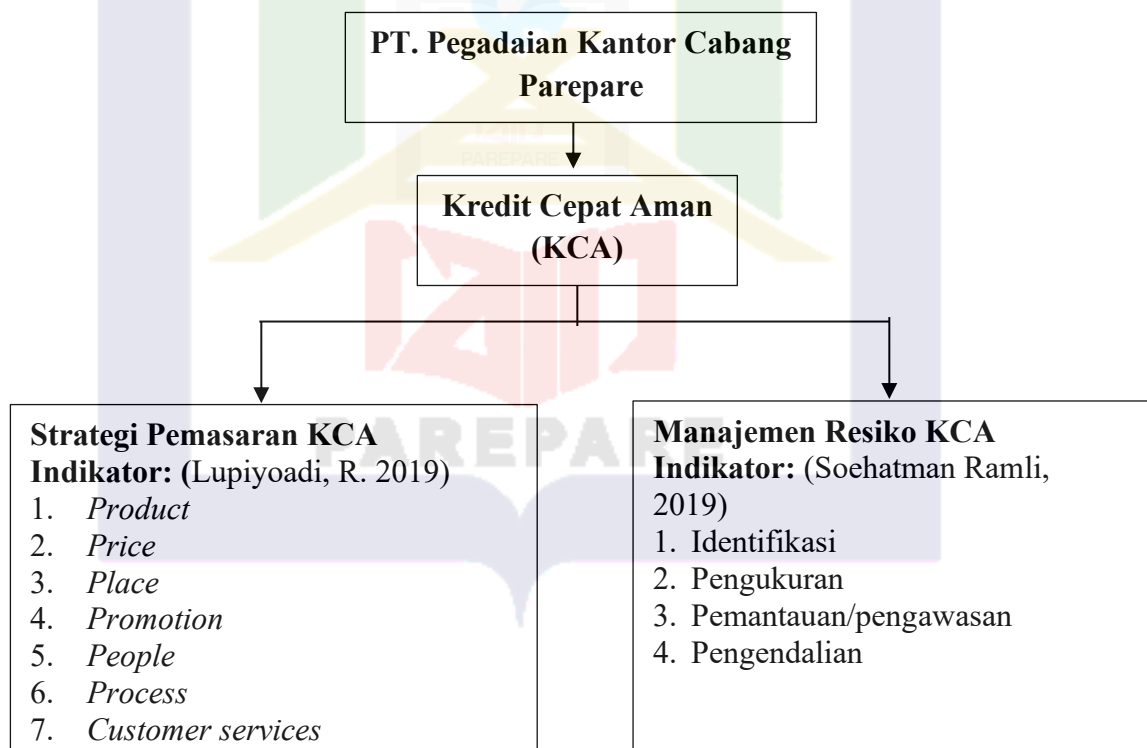 PT. Pegadaian Kantor Cabang
Parepare
PAREPARE
Kredit Cepat Aman
(KCA)
PAREPARE
Strategi Pemasaran KCA
Indikator: (Lupiyoadi, R. 2019)
1. Product
2. Price
3. Place
4. Promotion
5. People
6. Process
7. Customer services
Manajemen Resiko KCA
Indikator: (Soehatman Ramli,
2019)
1. Identifikasi
2. Pengukuran
3. Pemantauan/pengawasan
4. Pengendalian